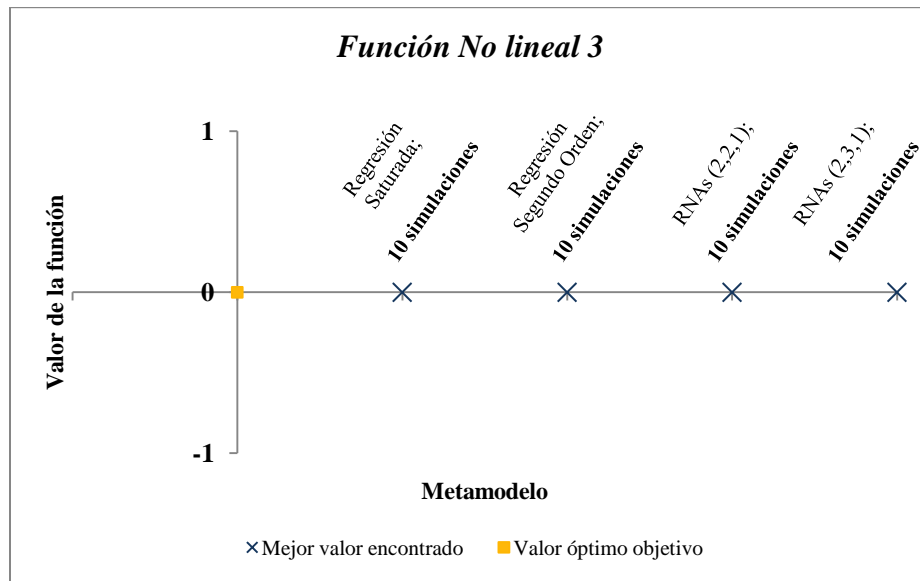 Función No lineal 3
Valor de la función
1
0
-1
Regresión
Saturada;
10 simulaciones
Regresión
Segundo Orden;
10 simulaciones
RNAs (2,2,1);
10 simulaciones
RNAs (2,3,1);
10 simulaciones
Metamodelo
Mejor valor encontrado
Valor óptimo objetivo